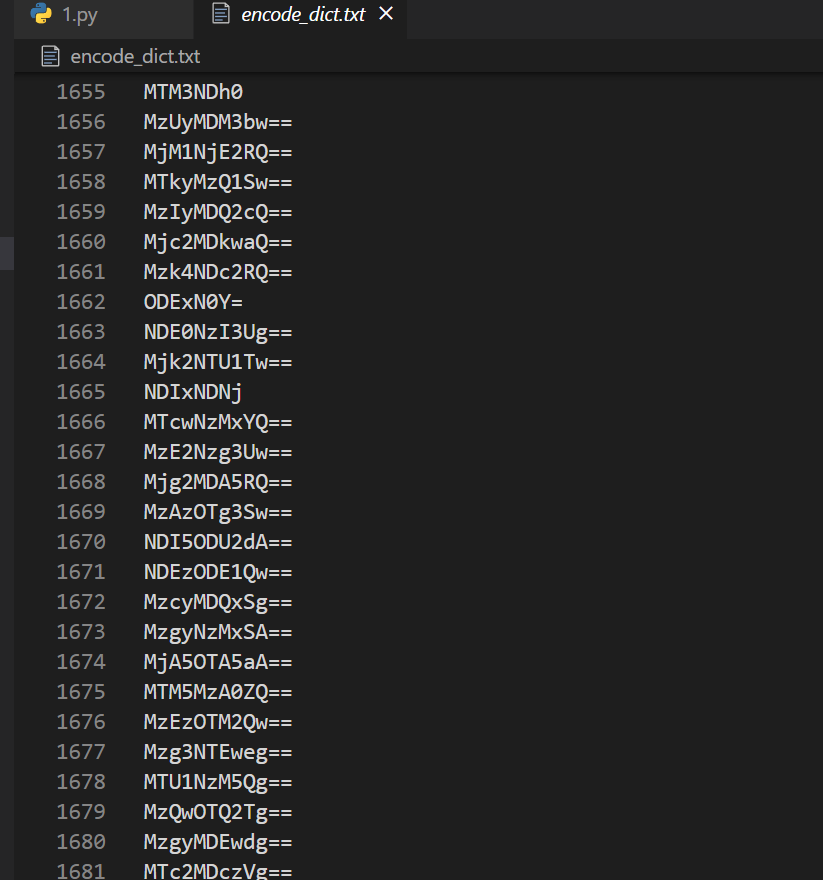 1.py encode_dict.txt
encode_dict.txt
1655 MTM3NDh0
1656 MzUyMDM3bw==
1657 MjM1NjE2RQ==
1658 MTkyMzQ1Sw==
1659 MzIyMDQ2cQ==
1660 Mjc2MDkwaQ==
1661 Mzk4NDc2RQ==
1662 ODExN0Y=
1663 NDE0NzI3Ug==
1664 Mjk2NTU1Tw==
1665 NDIxNDNj
1666 MTcwNzMxYQ==
1667 MzE2Nzg3Uw==
1668 Mjg2MDA5RQ==
1669 MzAzOTg3Sw==
1670 NDI5ODU2dA==
1671 NDEzODE1Qw==
1672 MzcyMDQxSg==
1673 MzgyNzMxSA==
1674 MjA5OTA5aA==
1675 MTM5MzA0ZQ==
1676 MzEzOTM2Qw==
1677 Mzg3NTEweg==
1678 MTU1NzM5Qg==
1679 MzQwOTQ2Tg==
1680 MzgyMDEwdg==
1681 MTc2MDczVg==